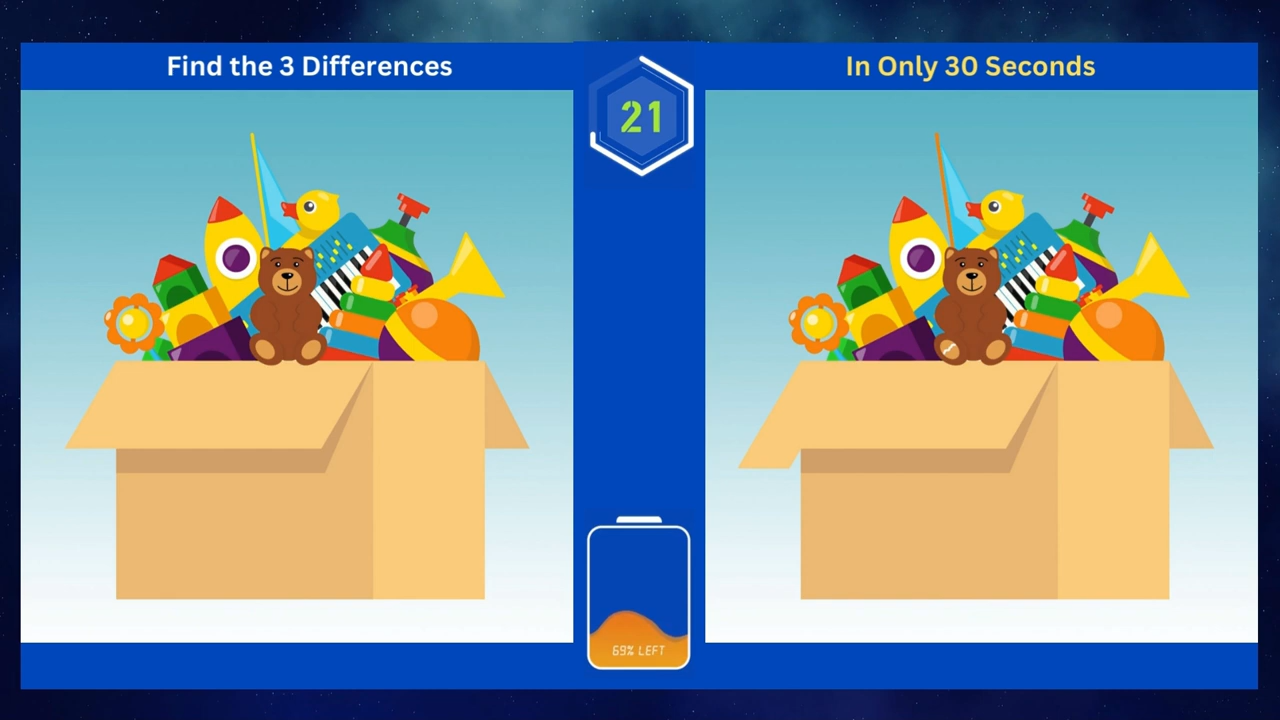 Find the 3 Differences
21
In Only 30 Seconds
69% LEFT